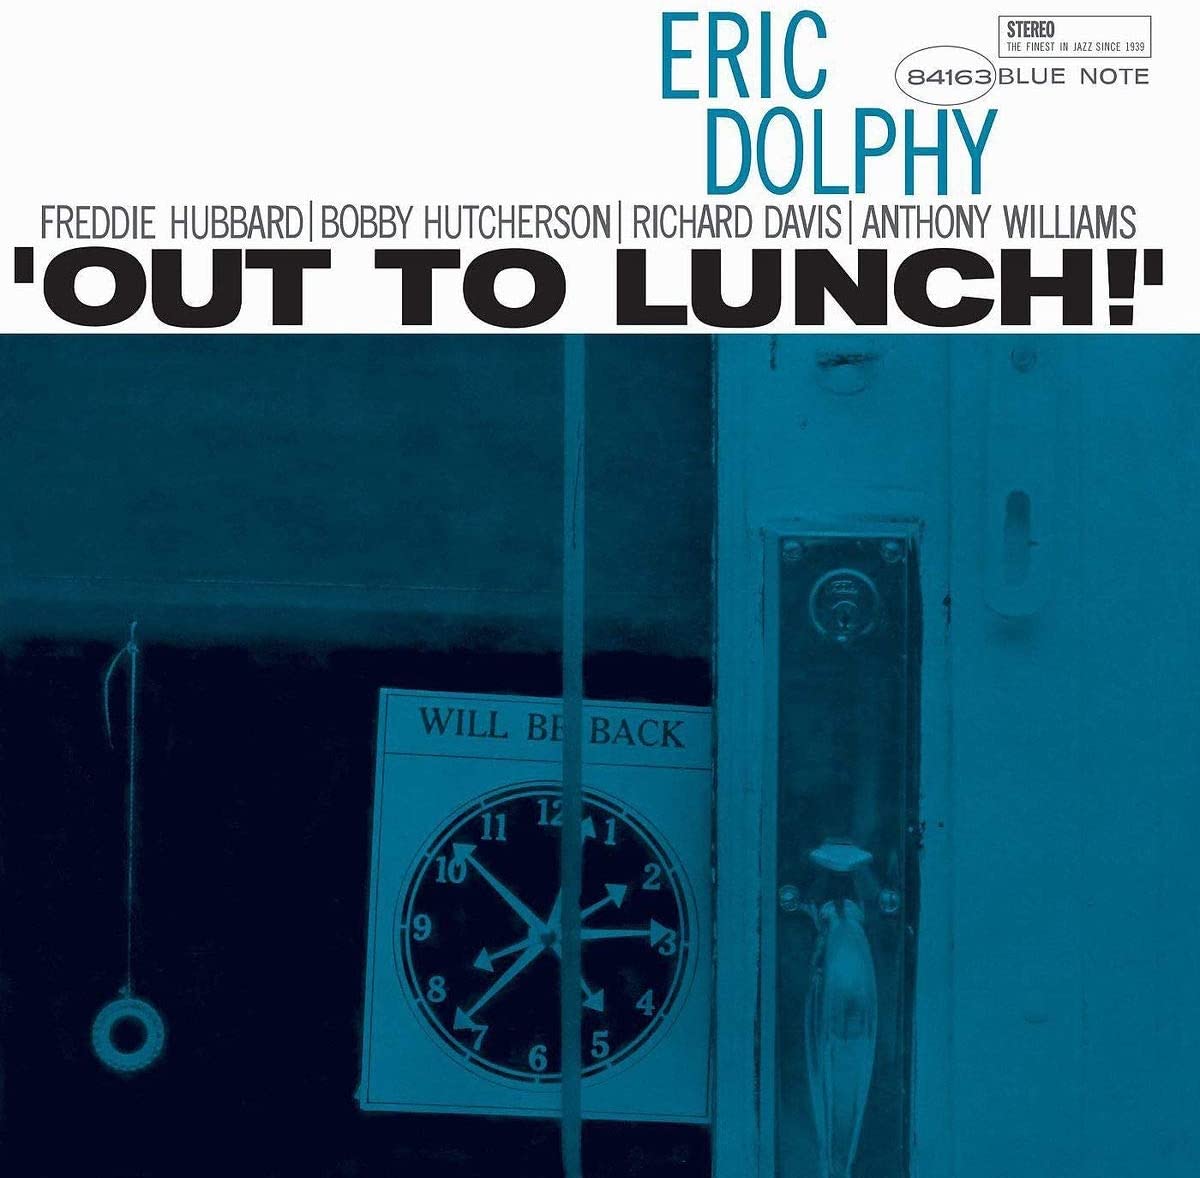 ERIC
DOLPHY
STEREO
THE FINEST IN JAZZ SINCE 1939
84163 BLUE NOTE
FREDDIE HUBBARD|BOBBY HUTCHERSON|RICHARD DAVIS|ANTHONY WILLIAMS
'OUT TO LUNCH!'
WILL BE BACK
12
1
2
3
4
5
6
7
8
9
10
11